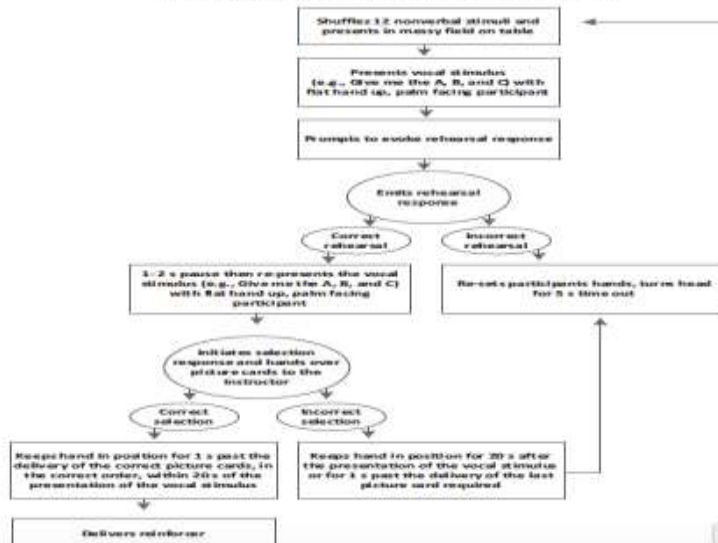 Shuffles 12 nonverbal stimuli and
presents in messy field on table
Presents vocal stimulus
(e.g., Give me the A, B, and C) with
flat hand up, palm facing participant
Prompts to evoke rehearsal response
Emits rehearsal
response
Correct
rehearsal
Incorrect
rehearsal
1-2 s pause then re-presents the vocal
stimulus (e.g., Give me the A, B, and C)
with flat hand up, palm facing
participant
Re-sets participants hands, turns head
for 5 s time out
Initiates selection
response and hands over
picture cards to the
instructor
Correct
selection
Incorrect
selection
Keeps hand in position for 1 s past the
delivery of the correct picture cards, in
the correct order, within 20 s of the
presentation of the vocal stimulus
Keeps hand in position for 20 s after
the presentation of the vocal stimulus
or for 1 s past the delivery of the last
picture card required
Delivers reinforcer